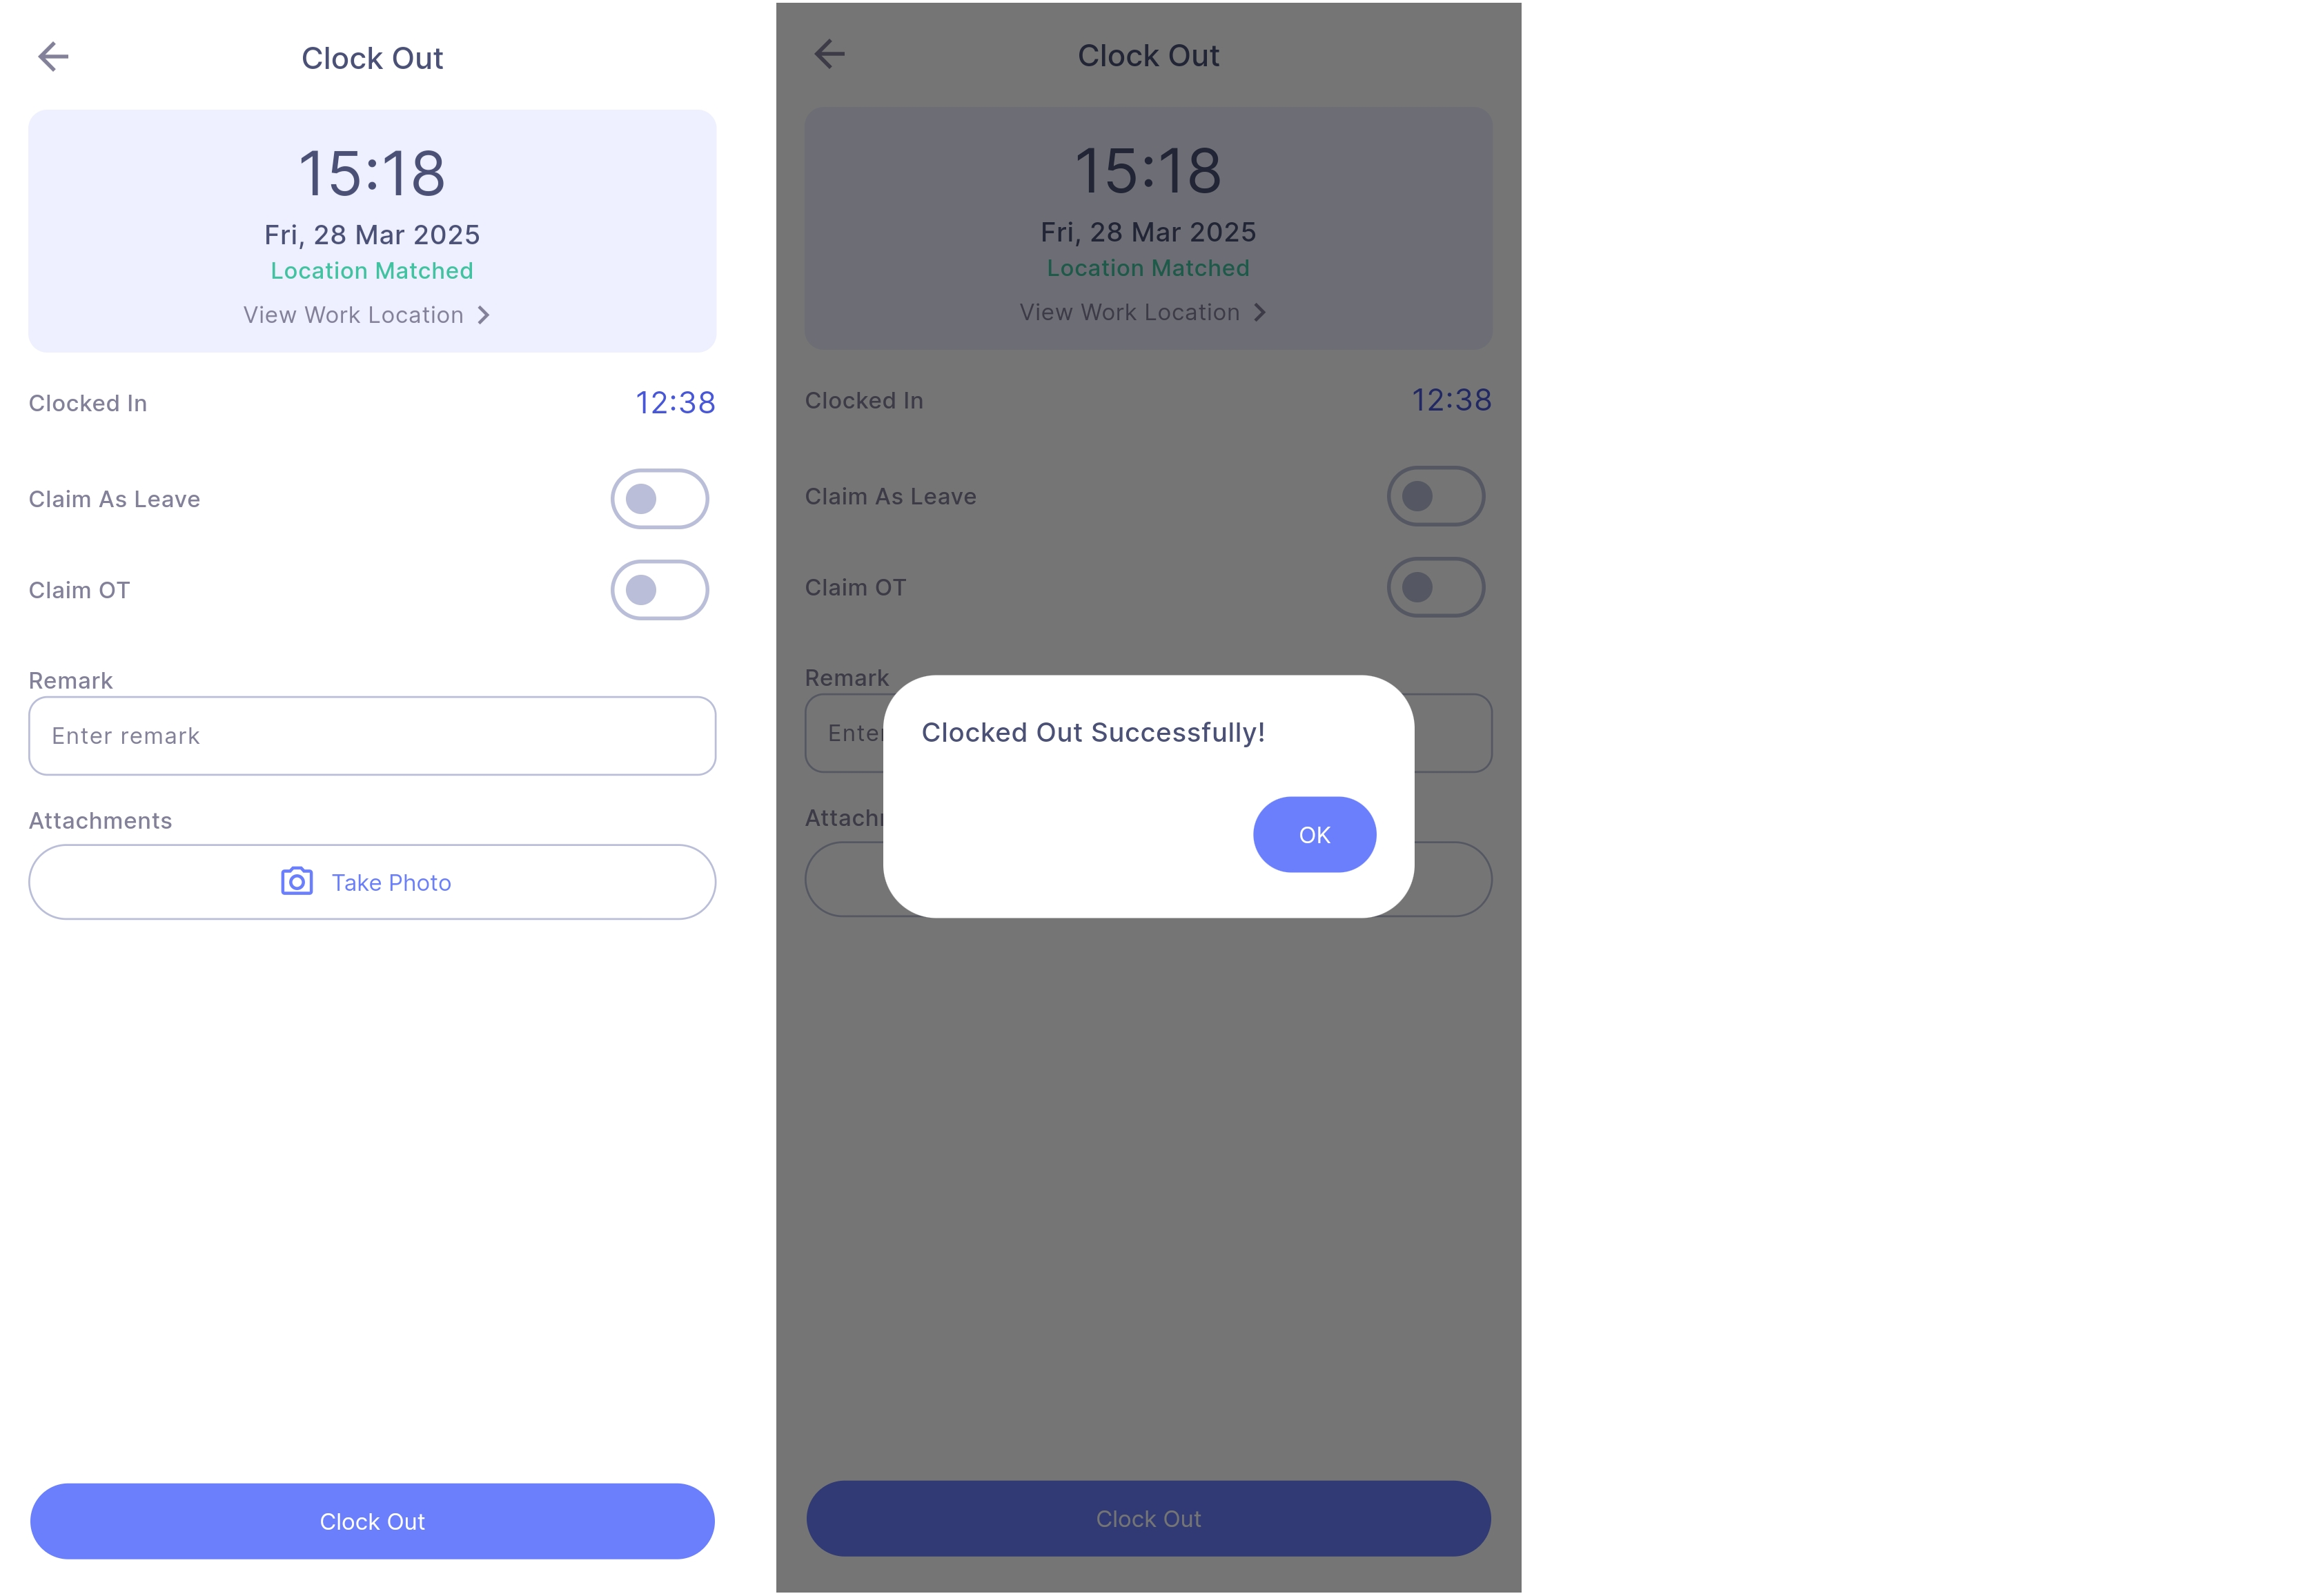 Clock Out
15:18
Fri, 28 Mar 2025
Location Matched
View Work Location
Clocked In 12:38
Claim As Leave
Claim OT
Remark
Enter remark
Attachments
Take Photo
Clock Out
Clock Out
15:18
Fri, 28 Mar 2025
Location Matched
View Work Location
Clocked In 12:38
Claim As Leave
Claim OT
Remark
Clocked Out Successfully!
OK
Clock Out